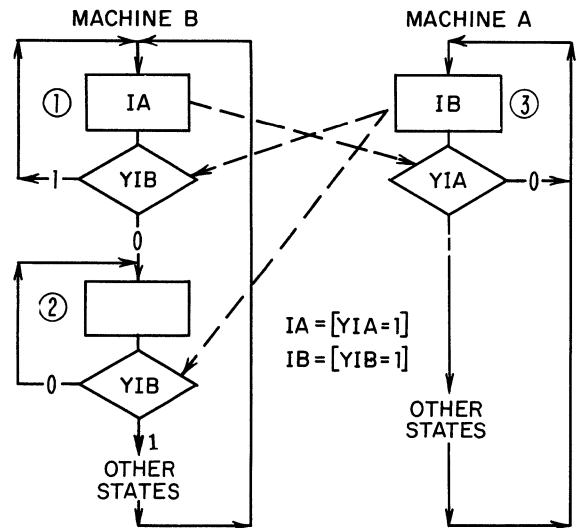 MACHINE B
MACHINE A
1
IA
IB
3
YIB
1
YIA
0
0
2
IA=[YIA=1]
IB=[YIB=1]
YIB
0
1
OTHER
STATES
OTHER
STATES